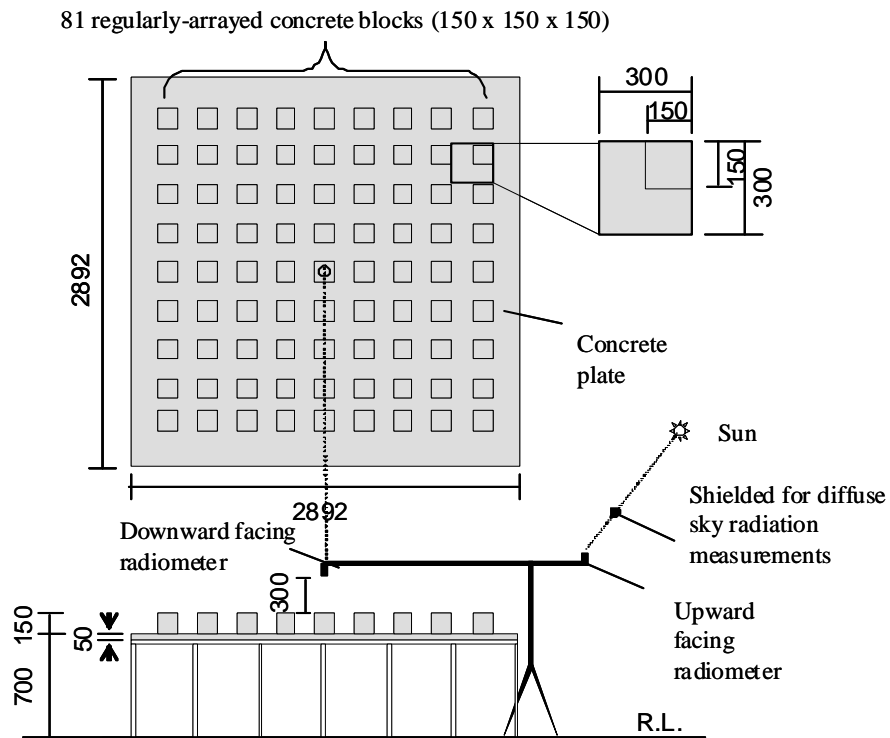 81 regularly-arrayed concrete blocks (150 x 150 x 150)
300
150
150
300
2892
Concrete
plate
Sun
2892
Downward facing
radiometer
Shielded for diffuse
sky radiation
measurements
300
Upward
facing
radiometer
150
50
700
R.L.